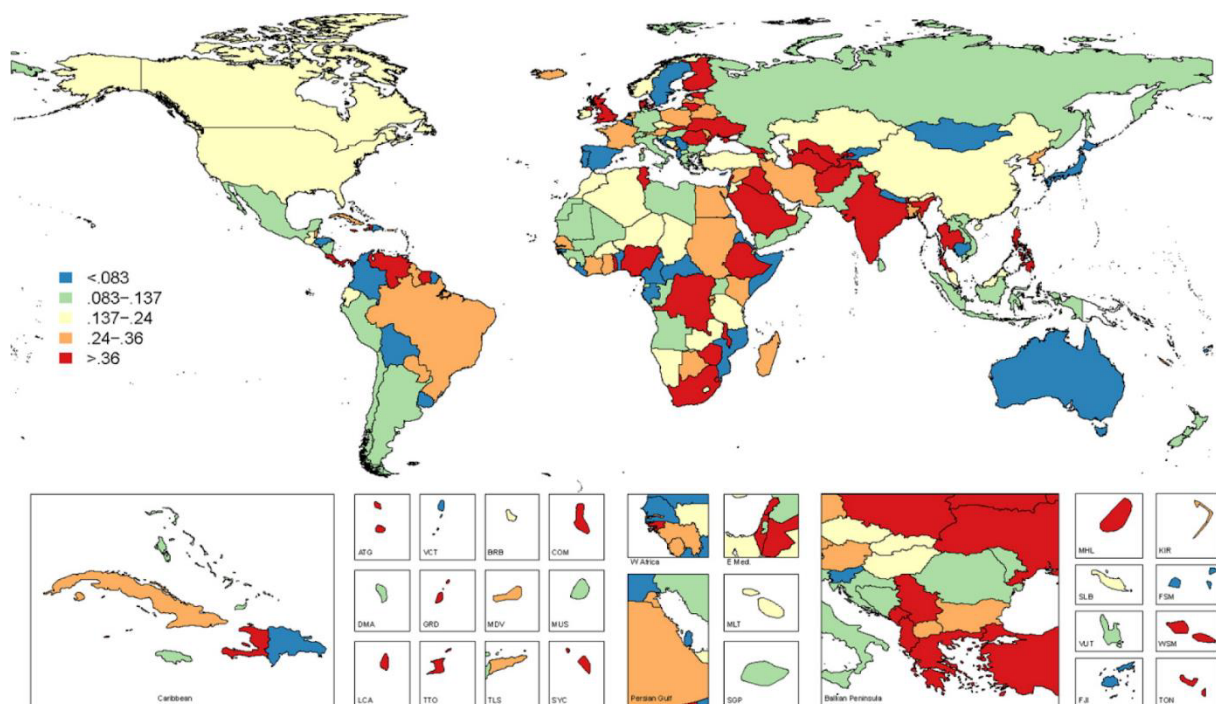 <.083
.083–.137
.137–.24
.24–.36
>.36
ATG
VCT
BRB
COM
W Africa
E Med.
MHL
KIR
DMA
GRD
MDV
MUS
MLT
SLB
FSM
VUT
WSM
Caribbean
LCA
TTO
TLS
SYC
Persian Gulf
SGP
Balkan Peninsula
FJI
TON